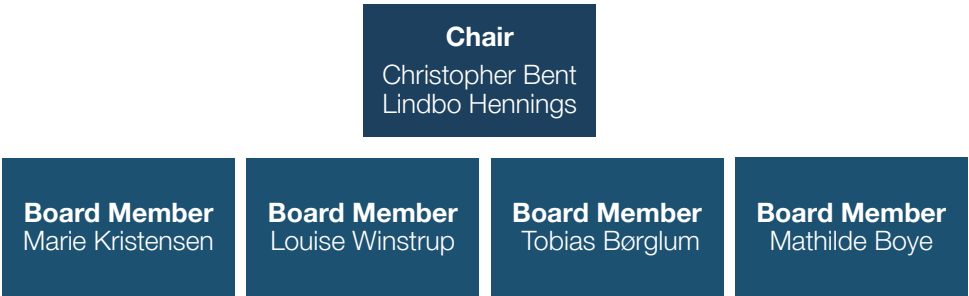 Chair
Christopher Bent
Lindbo Hennings
Board Member
Marie Kristensen
Board Member
Louise Winstrup
Board Member
Tobias Børglum
Board Member
Mathilde Boye